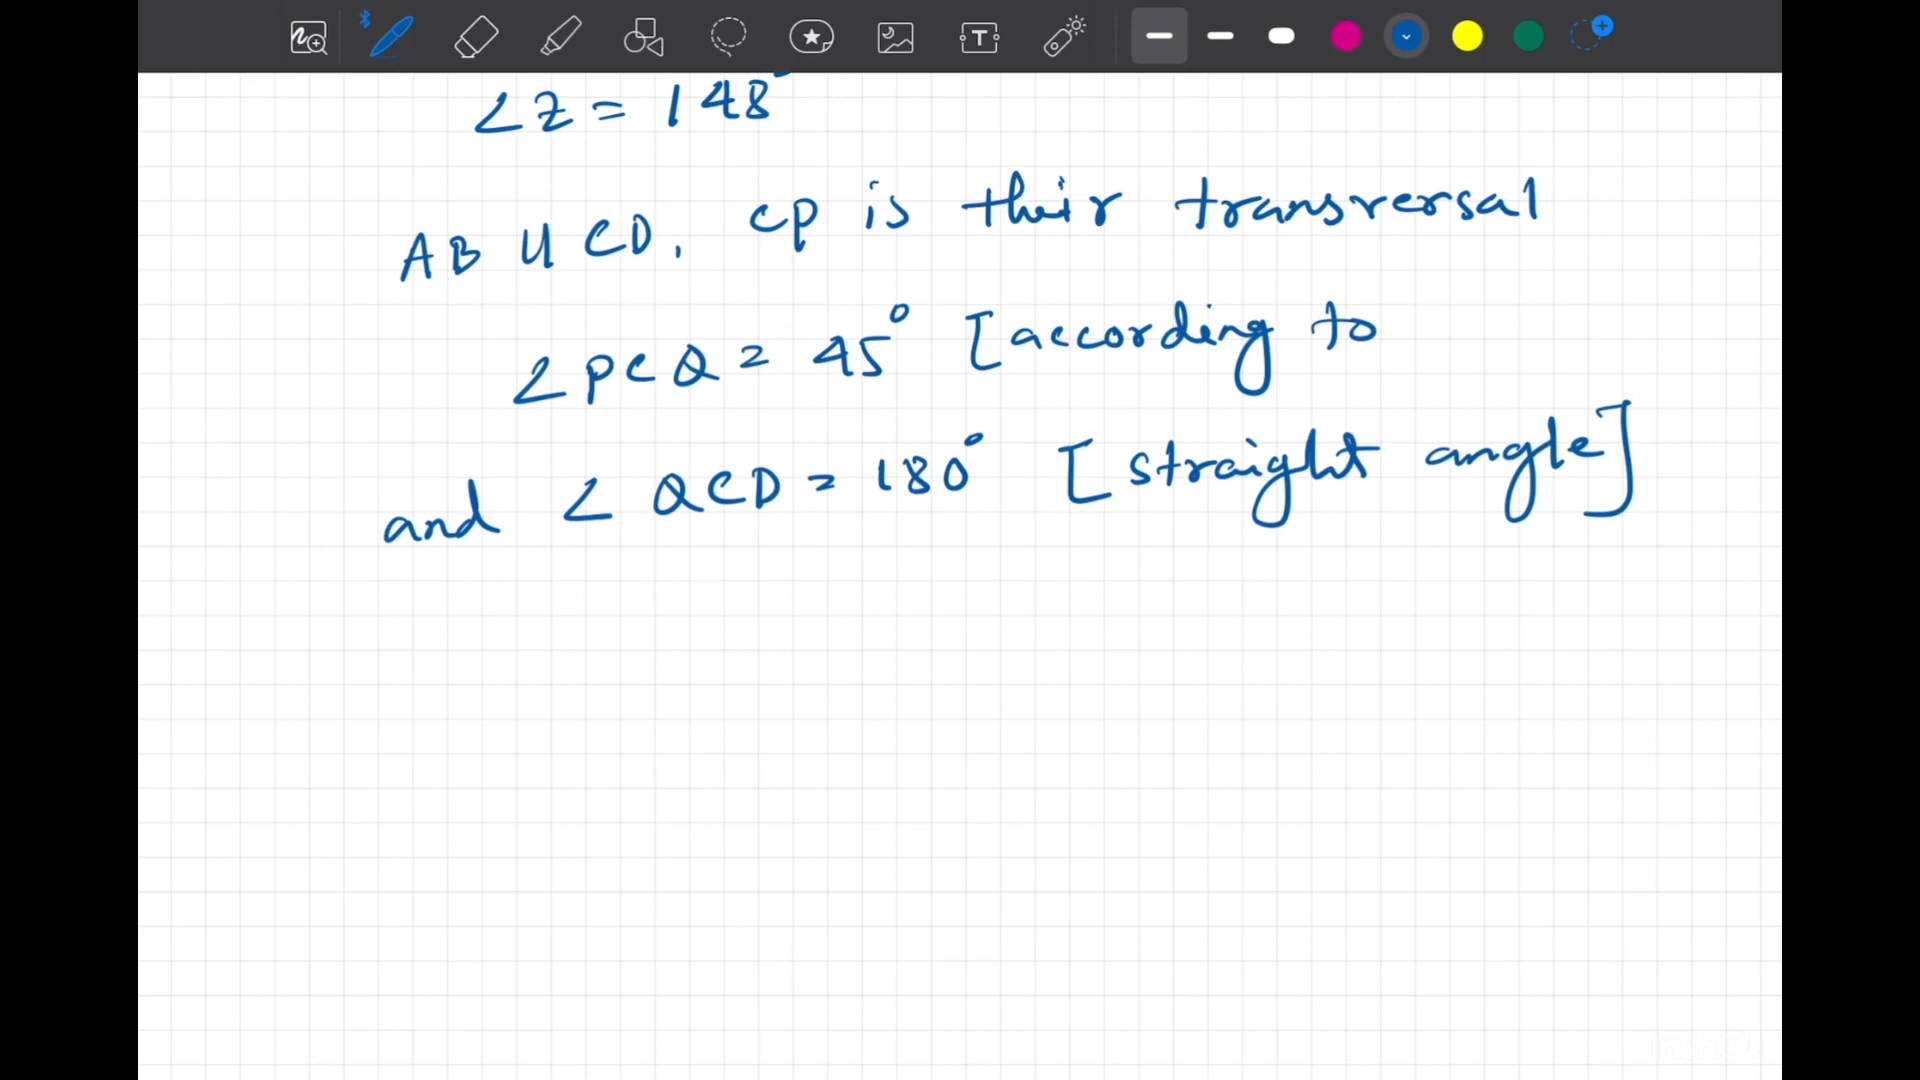 ∠z = 148°
AB ∥ CD, CP is their transversal
∠PCQ = 45° [according to
and ∠QCD = 180° [straight angle]